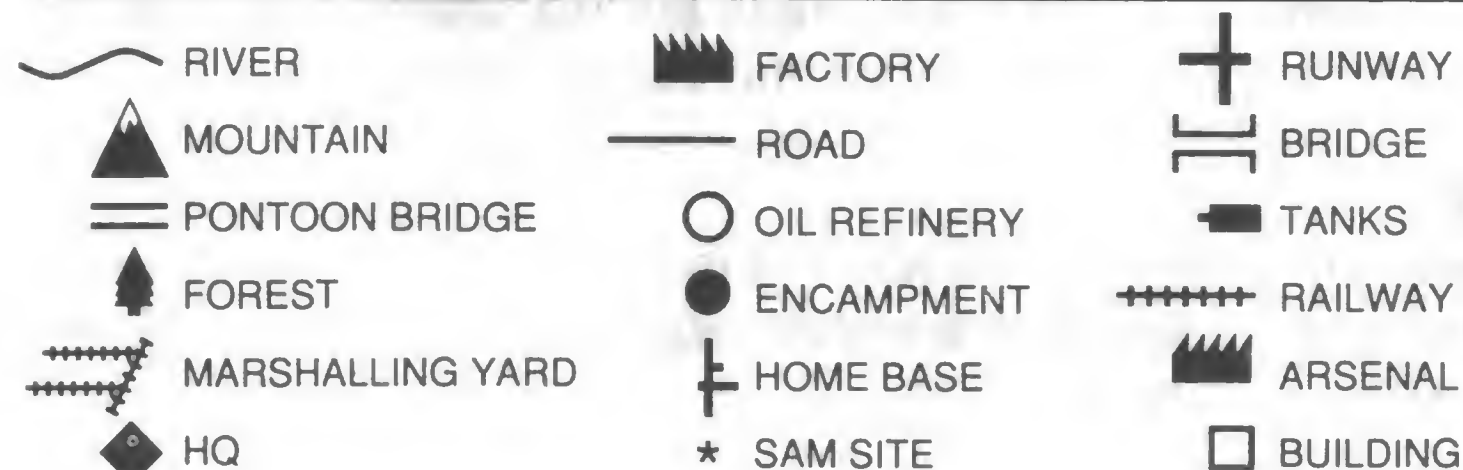 RIVER
MOUNTAIN
PONTOON BRIDGE
FOREST
MARSHALLING YARD
HQ
FACTORY
ROAD
OIL REFINERY
ENCAMPMENT
HOME BASE
SAM SITE
RUNWAY
BRIDGE
TANKS
RAILWAY
ARSENAL
BUILDING